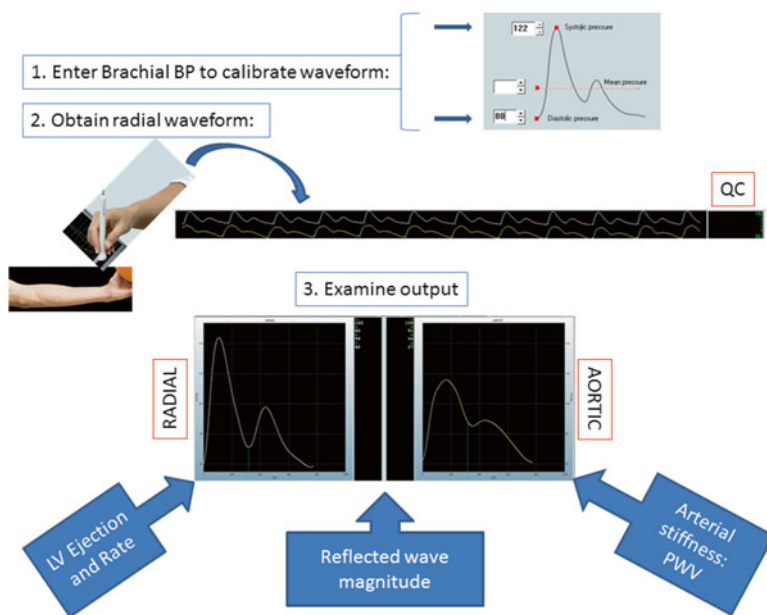 1. Enter Brachial BP to calibrate waveform:
122
Systolic pressure
Mean pressure
88
Diastolic pressure
2. Obtain radial waveform:
QC
3. Examine output
RADIAL
AORTIC
LV Ejection
and Rate
Reflected wave
magnitude
Arterial
stiffness:
PWV